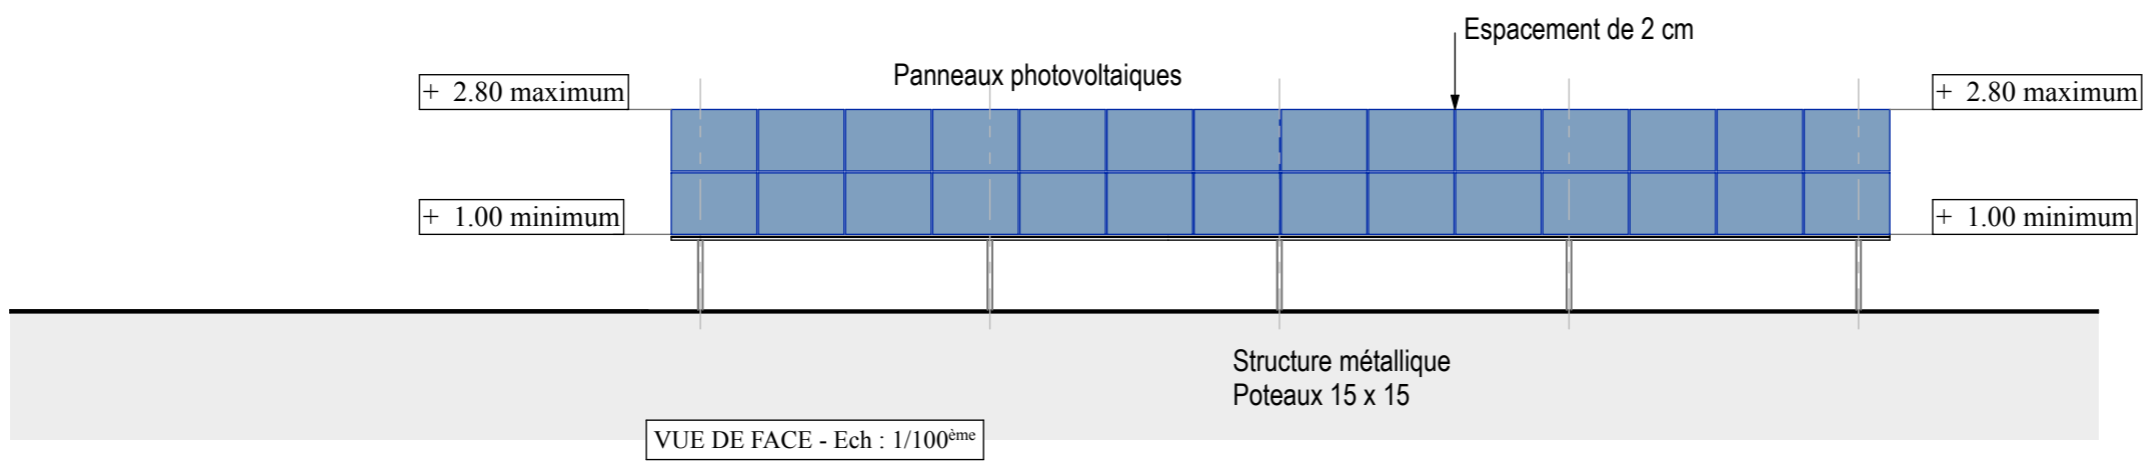 Espacement de 2 cm
Panneaux photovoltaiques
+ 2.80 maximum
+ 2.80 maximum
+ 1.00 minimum
+ 1.00 minimum
Structure métallique
Poteaux 15 x 15
VUE DE FACE - Ech : 1/100ème